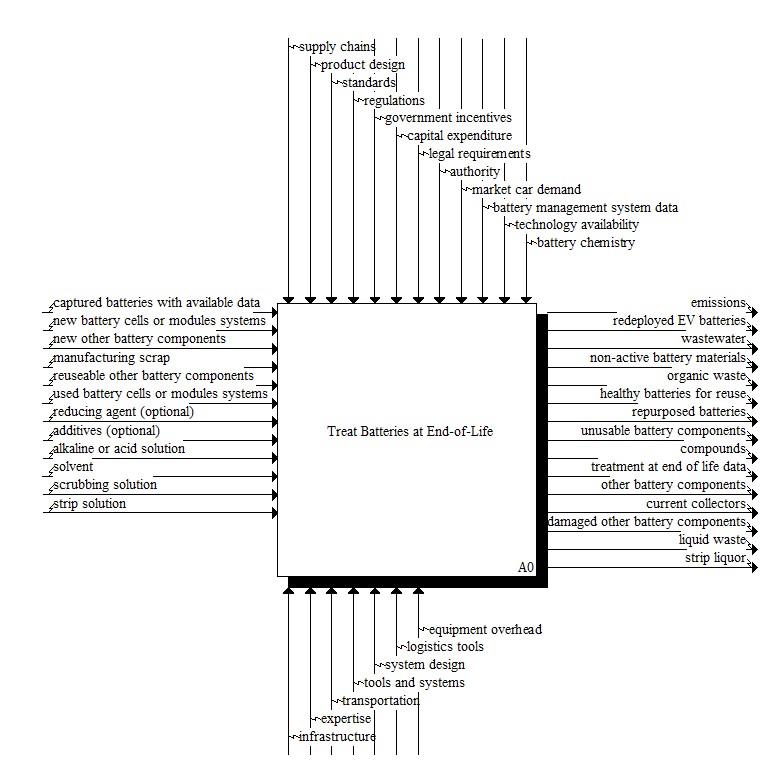 supply chains
product design
standards
regulations
government incentives
capital expenditure
legal requirements
authority
market car demand
battery management system data
technology availability
battery chemistry
captured batteries with available data
new battery cells or modules systems
new other battery components
manufacturing scrap
reuseable other battery components
used battery cells or modules systems
reducing agent (optional)
additives (optional)
alkaline or acid solution
solvent
scrubbing solution
strip solution
Treat Batteries at End-of-Life
A0
emissions
redeployed EV batteries
wastewater
non-active battery materials
organic waste
healthy batteries for reuse
repurposed batteries
unusable battery components
compounds
treatment at end of life data
other battery components
current collectors
damaged other battery components
liquid waste
strip liquor
equipment overhead
logistics tools
system design
tools and systems
transportation
expertise
infrastructure